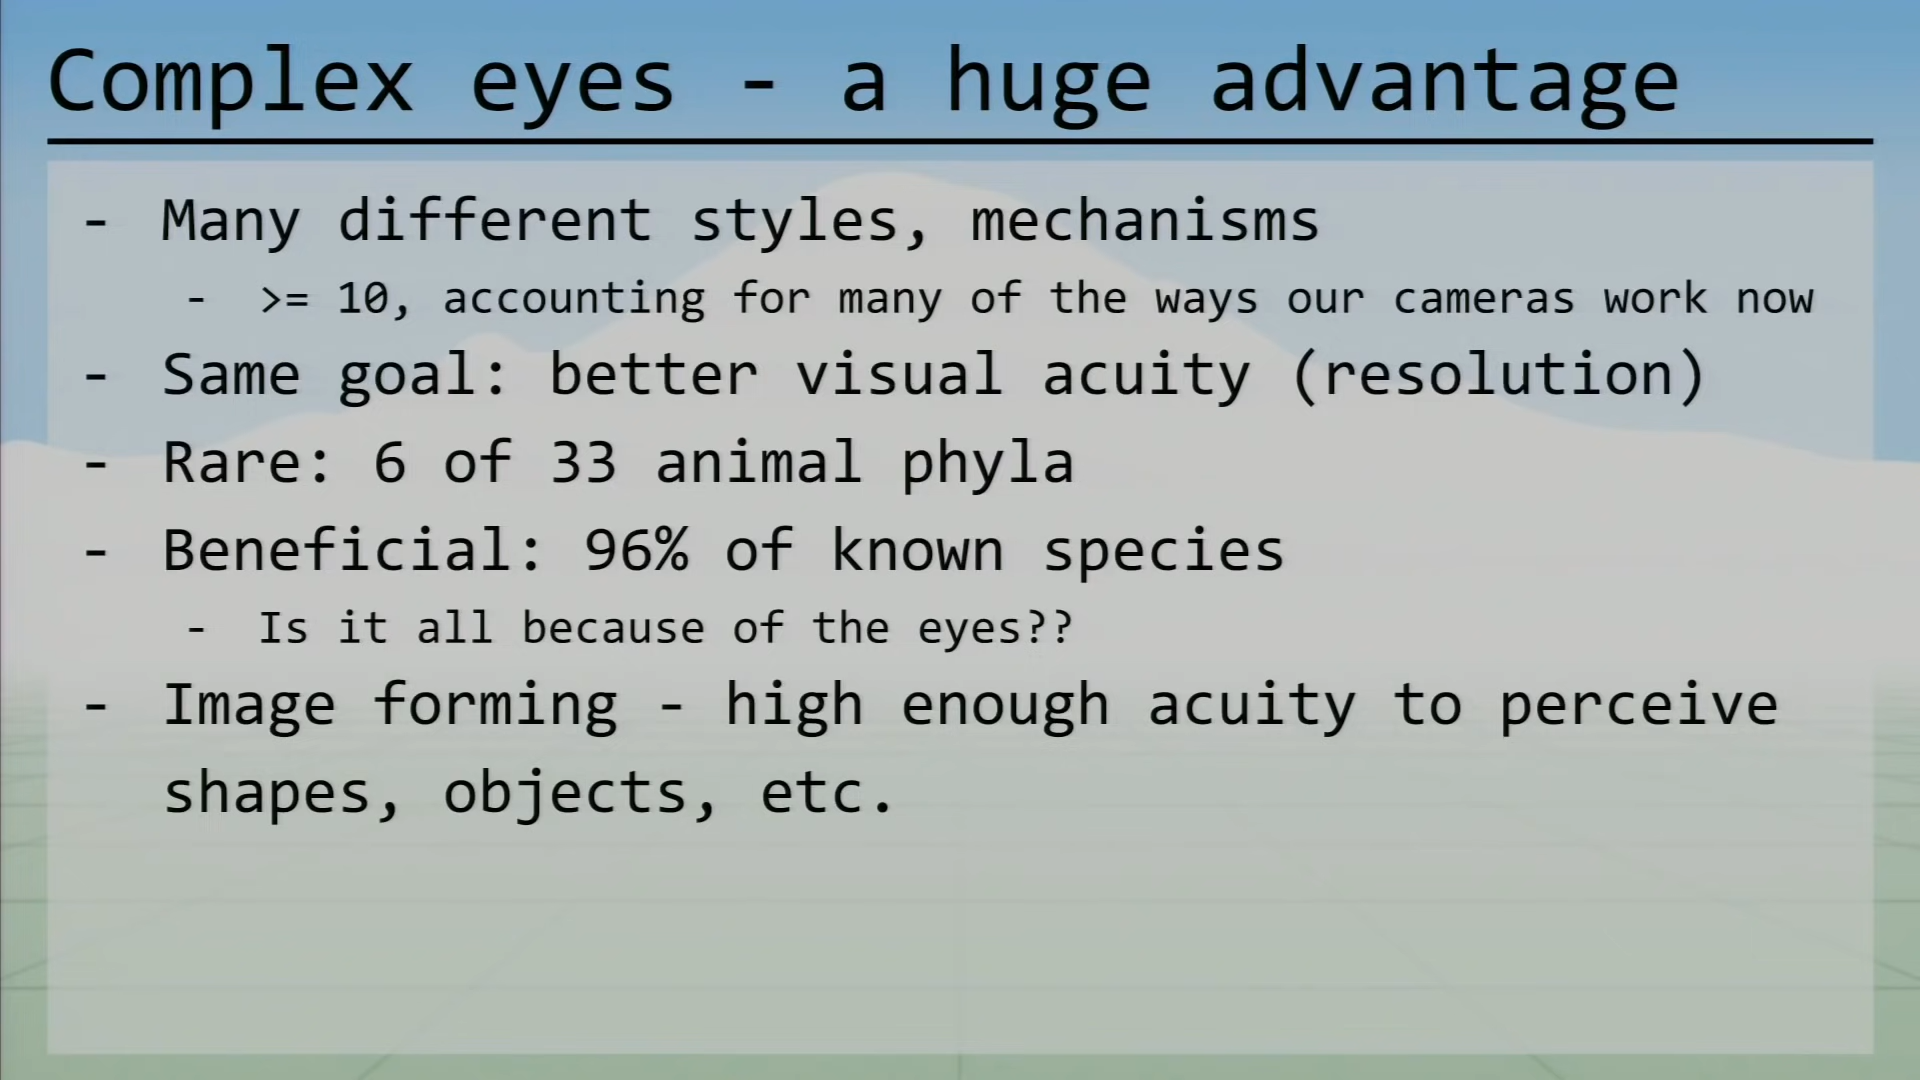 Complex eyes - a huge advantage
- Many different styles, mechanisms
- >= 10, accounting for many of the ways our cameras work now
- Same goal: better visual acuity (resolution)
- Rare: 6 of 33 animal phyla
- Beneficial: 96% of known species
- Is it all because of the eyes??
- Image forming - high enough acuity to perceive
shapes, objects, etc.